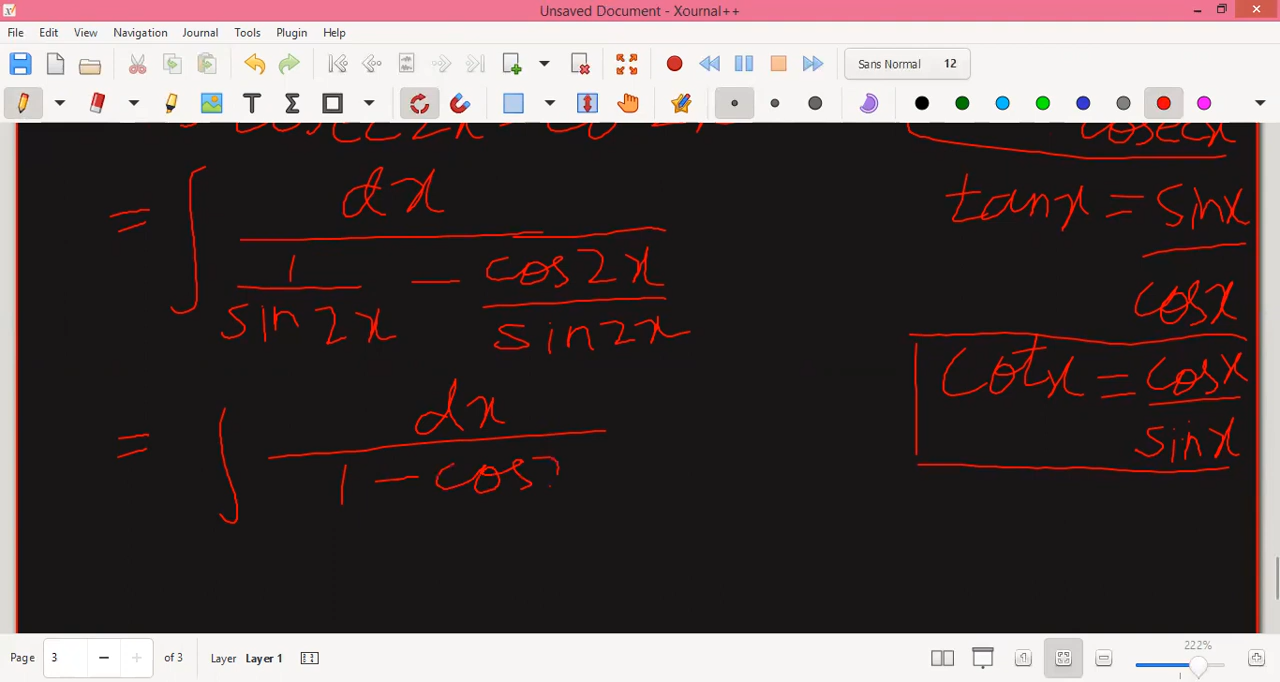 Unsaved Document - Xournal++
File Edit View Navigation Journal Tools Plugin Help
Sans Normal 12
cosecx
= ∫ dx
1 - cos2x
sin2x sin2x
= ∫ dx
1 - cos
tanx = sinx
cosx
Cotx = cosx
sinx
Page 3 of 3 Layer Layer 1 222%